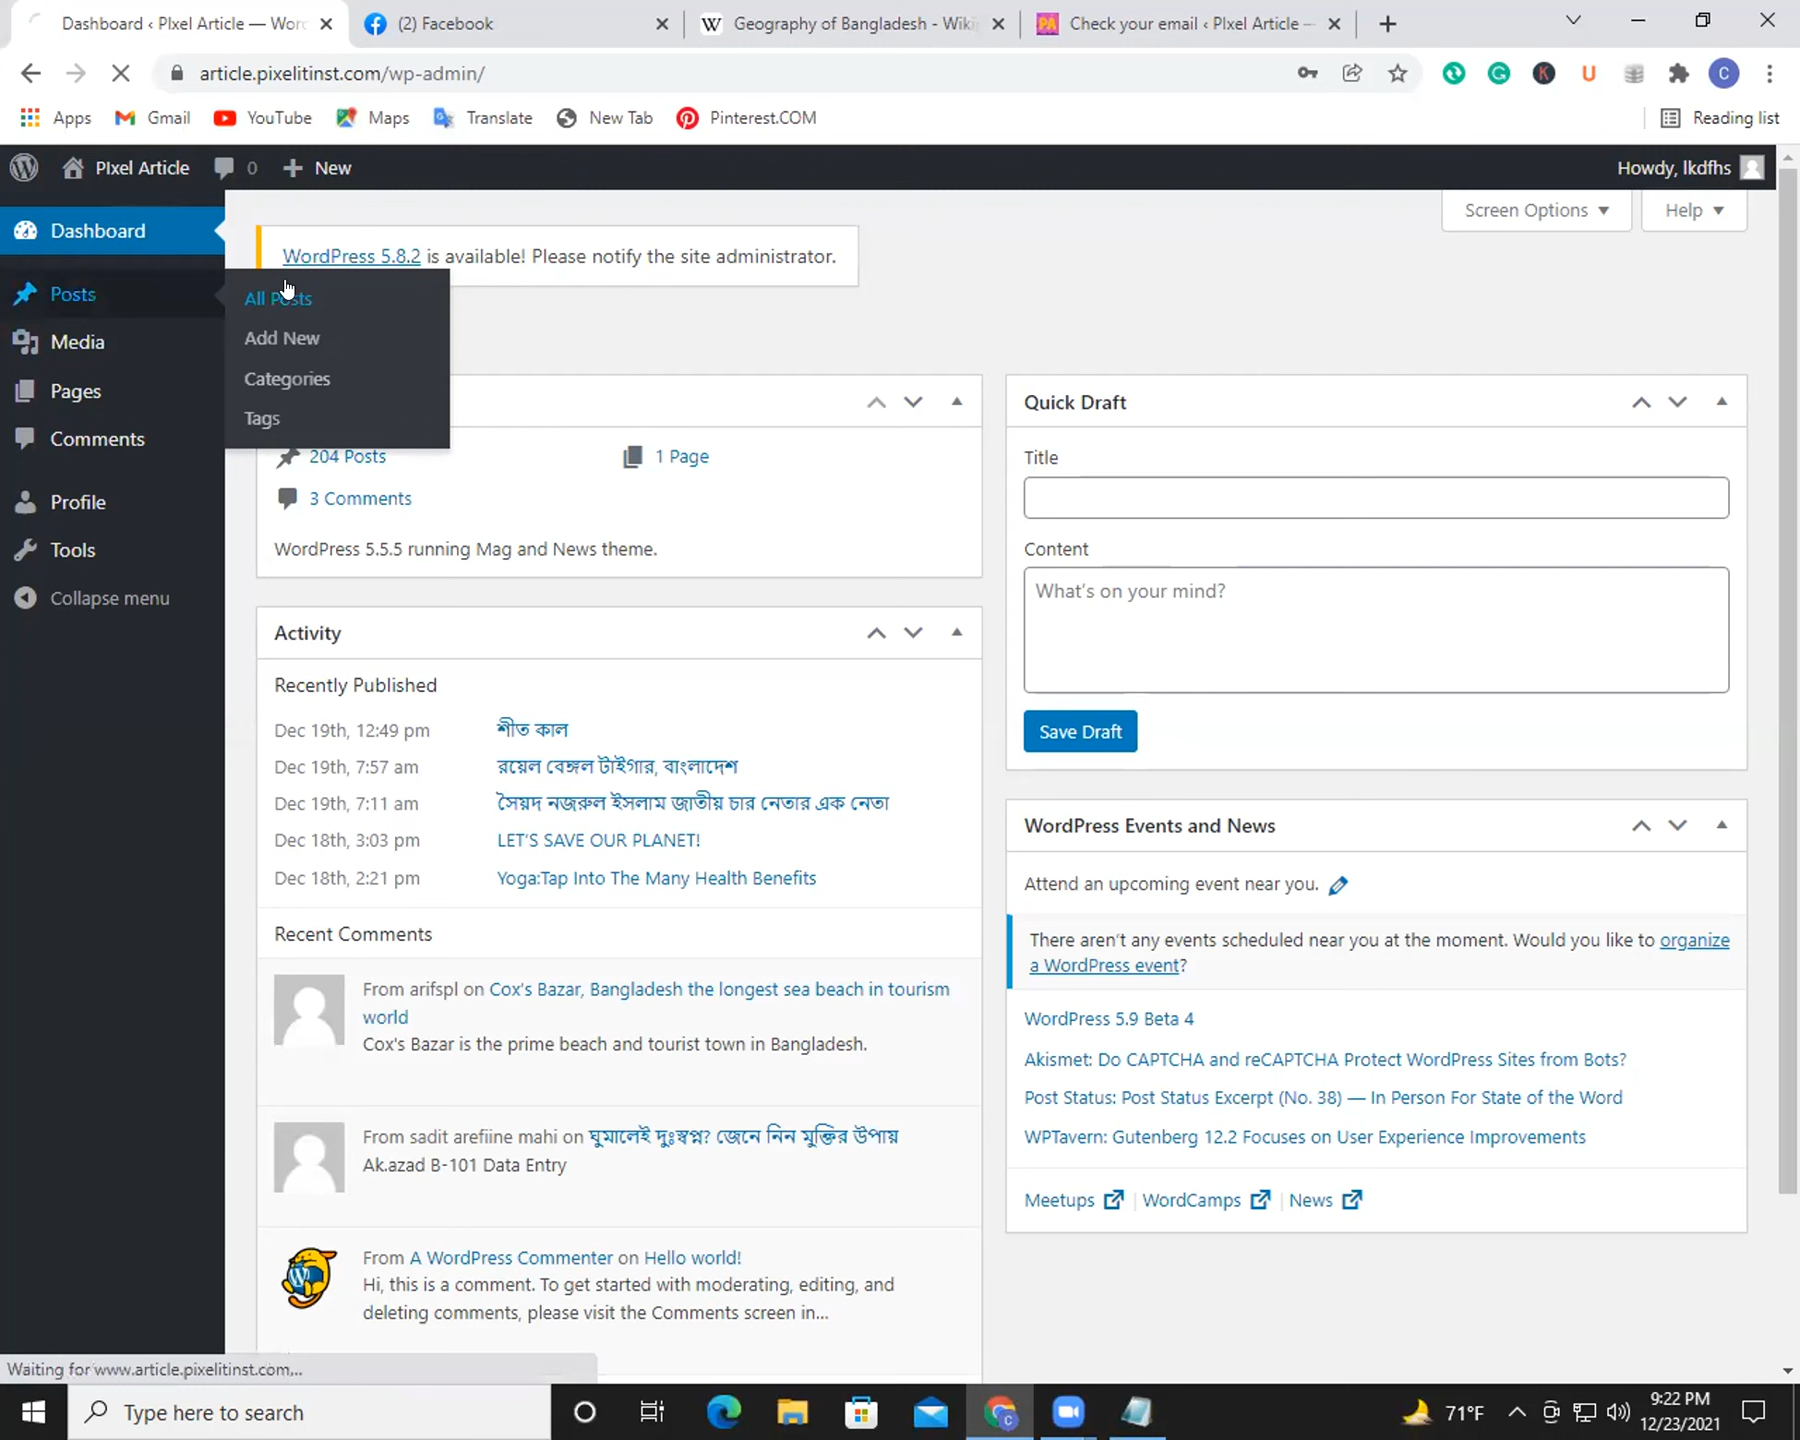 Dashboard ‹ PIxel Article — Word
(2) Facebook
Geography of Bangladesh - Wiki
Check your email ‹ PIxel Article —
article.pixelitinst.com/wp-admin/
C
Apps
Gmail
YouTube
Maps
Translate
New Tab
Pinterest.COM
Reading list
PIxel Article
0
New
Howdy, lkdfhs
Dashboard
Screen Options
Help
WordPress 5.8.2 is available! Please notify the site administrator.
Posts
All Posts
Add New
Categories
Tags
Media
Pages
Comments
Profile
Tools
Collapse menu
204 Posts
1 Page
3 Comments
WordPress 5.5.5 running Mag and News theme.
Quick Draft
Title
Content
What's on your mind?
Save Draft
Activity
Recently Published
Dec 19th, 12:49 pm
শীত কাল
Dec 19th, 7:57 am
রয়েল বেঙ্গল টাইগার, বাংলাদেশ
Dec 19th, 7:11 am
সৈয়দ নজরুল ইসলাম জাতীয় চার নেতার এক নেতা
Dec 18th, 3:03 pm
LET'S SAVE OUR PLANET!
Dec 18th, 2:21 pm
Yoga:Tap Into The Many Health Benefits
Recent Comments
From arifspl on Cox's Bazar, Bangladesh the longest sea beach in tourism
world
Cox's Bazar is the prime beach and tourist town in Bangladesh.
From sadit arefiine mahi on ঘুমালেই দুঃস্বপ্ন? জেনে নিন মুক্তির উপায়
Ak.azad B-101 Data Entry
From A WordPress Commenter on Hello world!
Hi, this is a comment. To get started with moderating, editing, and
deleting comments, please visit the Comments screen in...
WordPress Events and News
Attend an upcoming event near you.
There aren't any events scheduled near you at the moment. Would you like to organize
a WordPress event?
WordPress 5.9 Beta 4
Akismet: Do CAPTCHA and reCAPTCHA Protect WordPress Sites from Bots?
Post Status: Post Status Excerpt (No. 38) — In Person For State of the Word
WPTavern: Gutenberg 12.2 Focuses on User Experience Improvements
Meetups
WordCamps
News
Waiting for www.article.pixelitinst.com...
Type here to search
71°F
9:22 PM
12/23/2021